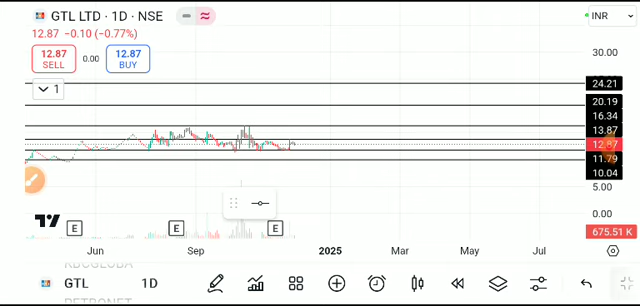 GTL LTD · 1D · NSE
INR
12.87 −0.10 (−0.77%)
12.87 SELL 0.00 12.87 BUY
30.00
24.21
1
20.19
16.34
13.87
12.87
11.79
10.04
5.00
0.00
E E E
675.51 K
Jun Sep 2025 Mar May Jul
GTL 1D